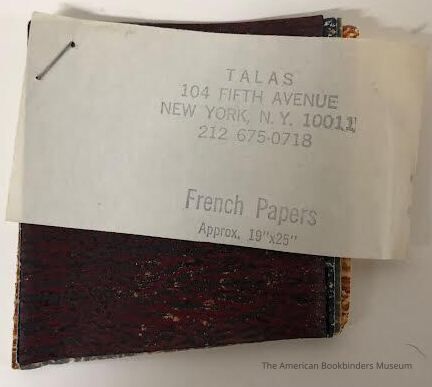 TALAS
104 FIFTH AVENUE
NEW YORK, N.Y. 10011
212 675-0718
French Papers
Approx. 19"x25"
The American Bookbinders Museum